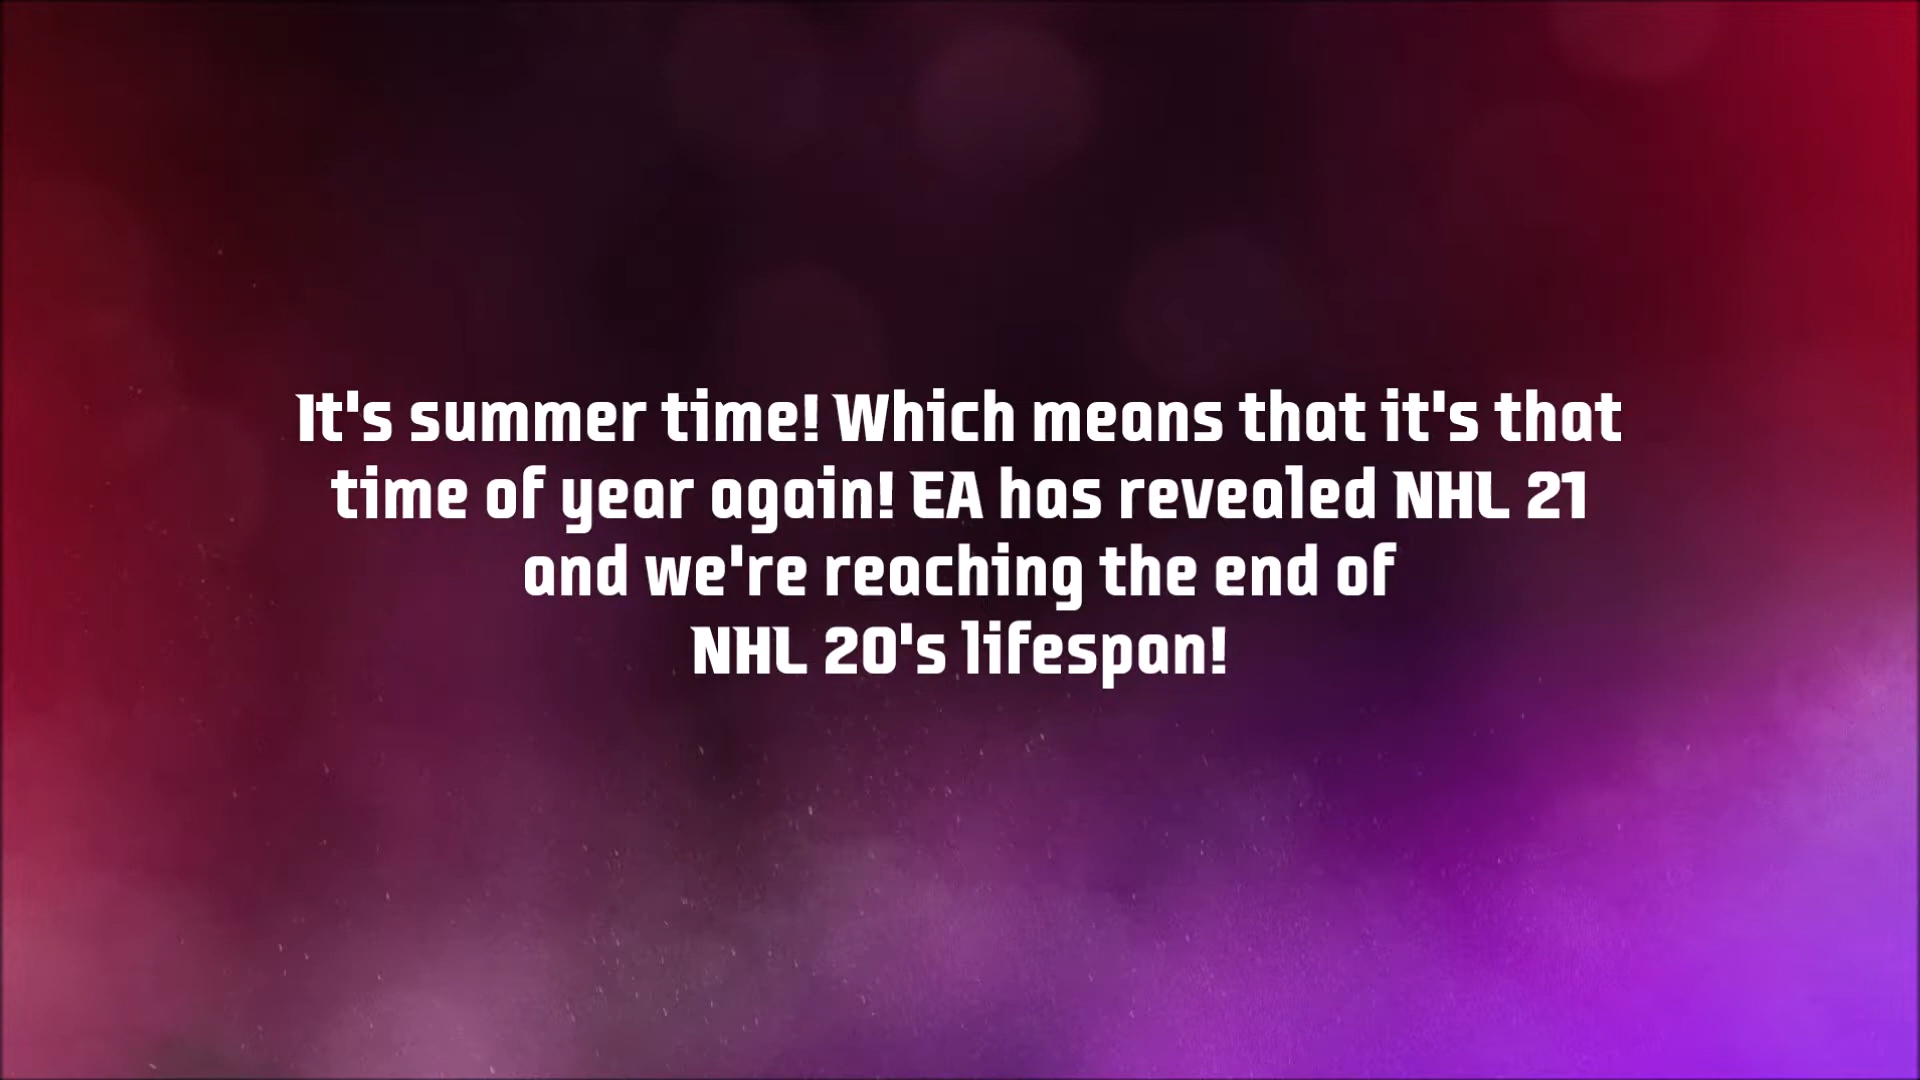 It's summer time! Which means that it's that
time of year again! EA has revealed NHL 21
and we're reaching the end of
NHL 20's lifespan!